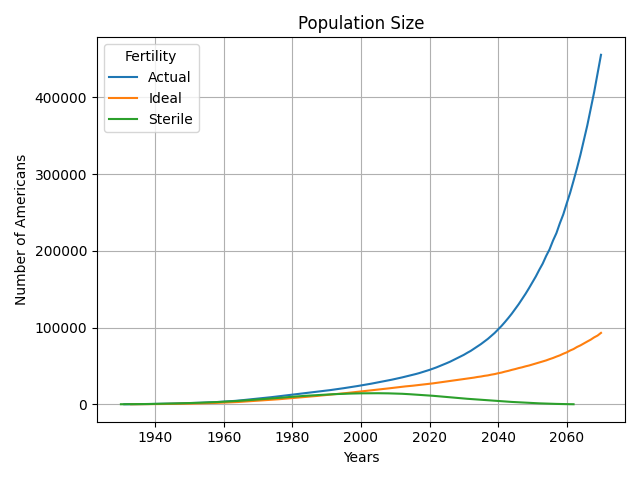 Population Size
Fertility
Actual
Ideal
Sterile
Number of Americans
400000
300000
200000
100000
0
1940 1960 1980 2000 2020 2040 2060
Years